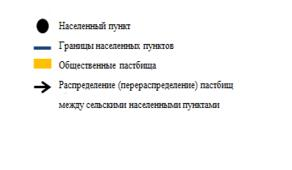 Населенный пункт
Границы населенных пунктов
Общественные пастбища
Распределение (перераспределение) пастбищ
между сельскими населенными пунктами